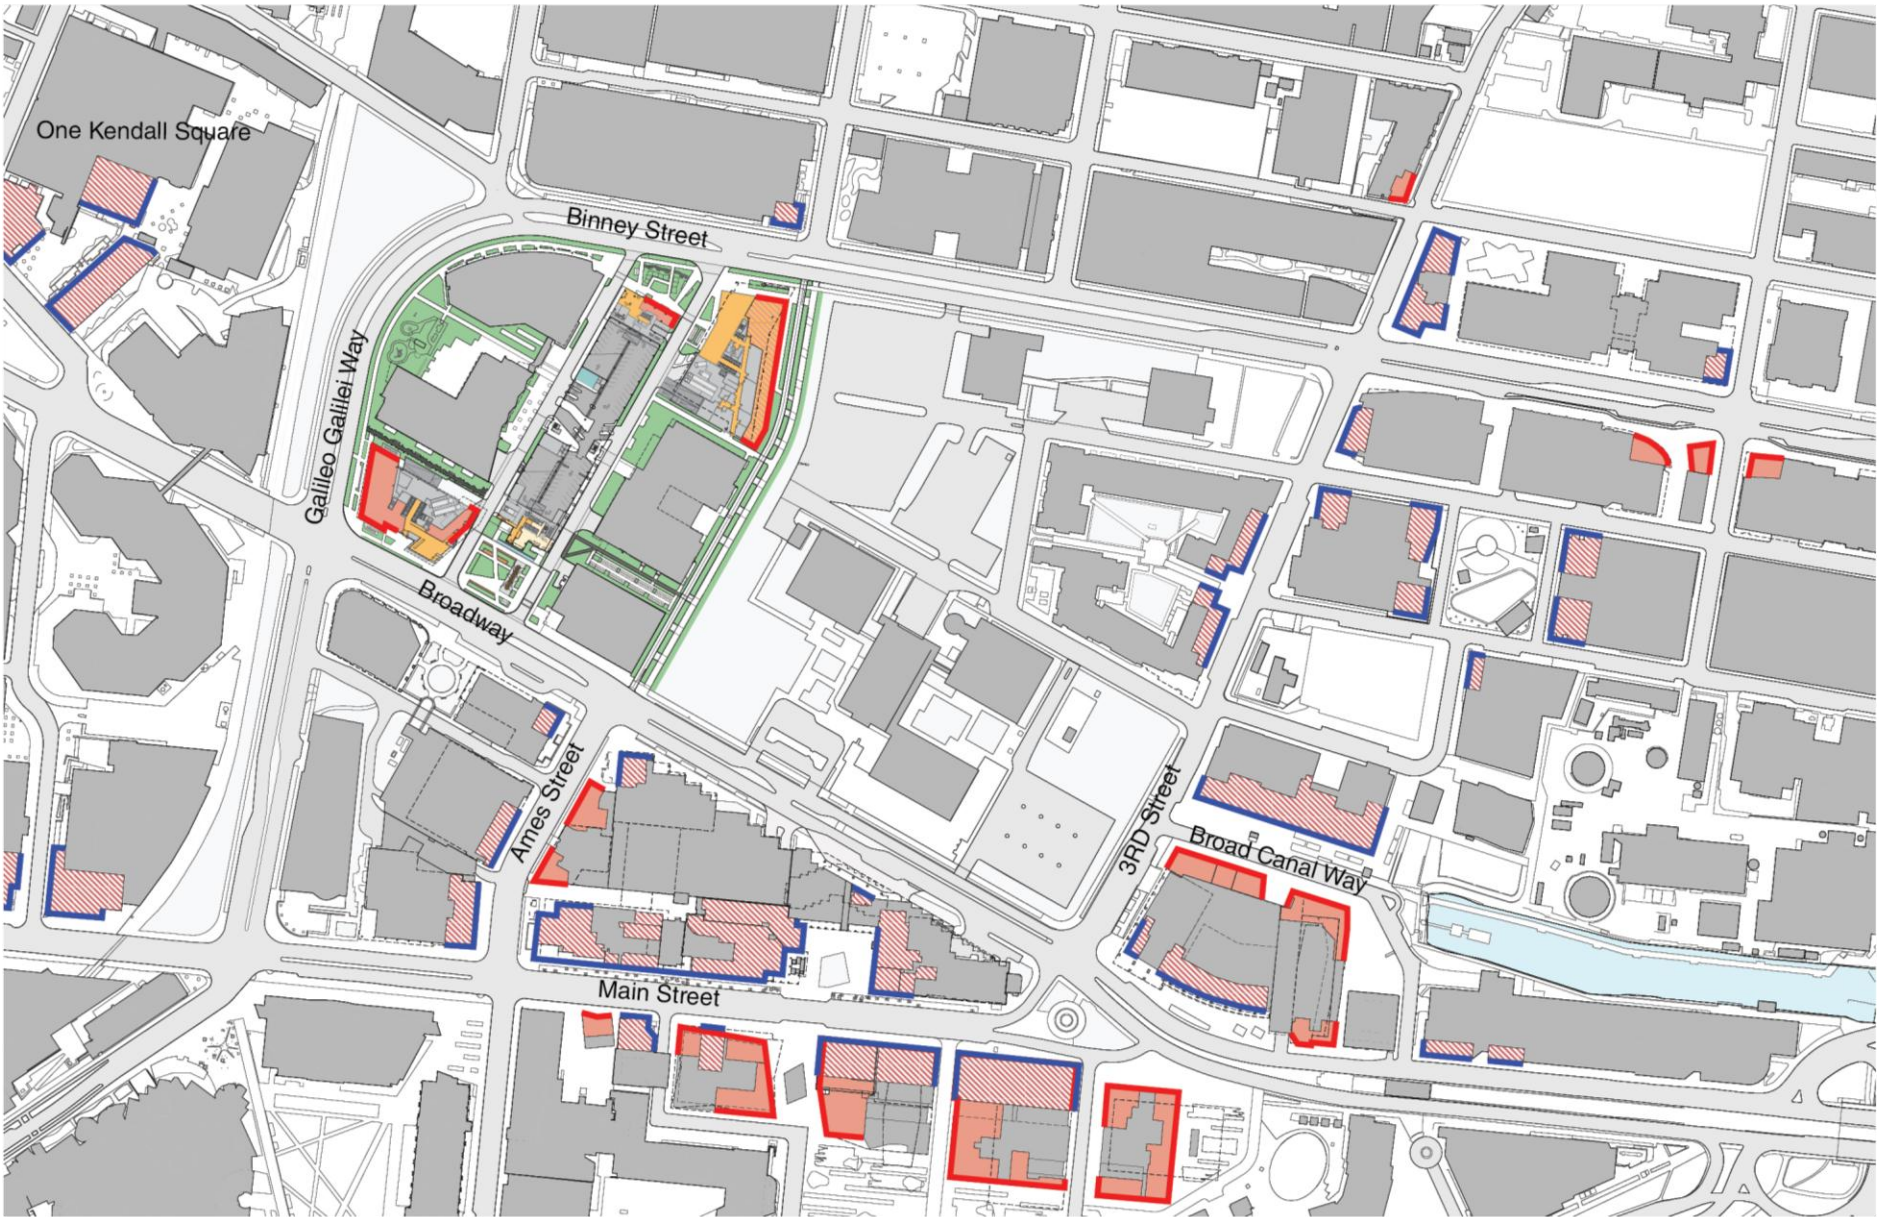 One Kendall Square
Binney Street
Galileo Galilei Way
Broadway
Ames Street
3RD Street
Broad Canal Way
Main Street